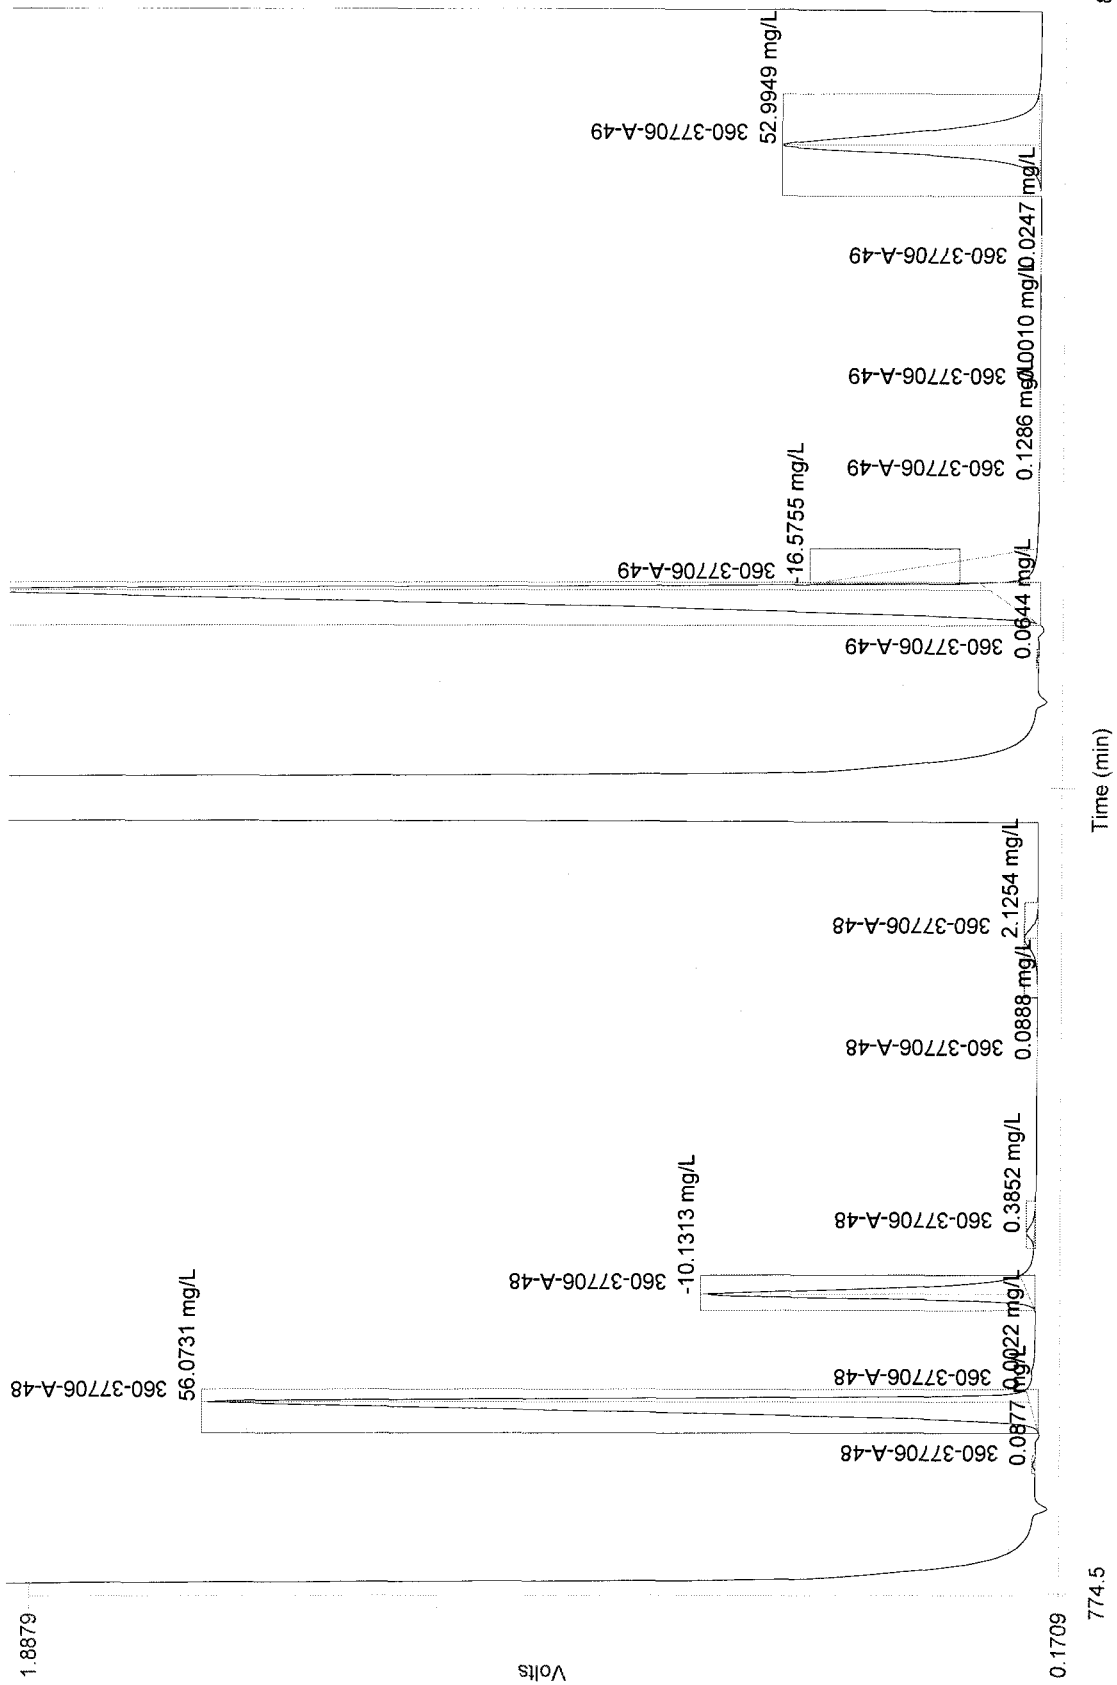 1.8879
Volts
0.1709
774.5
Time (min)
360-37706-A-48
0.0877 mg/L
360-37706-A-48
56.0731 mg/L
360-37706-A-48
0.0022 mg/L
360-37706-A-48
-10.1313 mg/L
360-37706-A-48
0.3852 mg/L
360-37706-A-48
0.0888 mg/L
360-37706-A-48
2.1254 mg/L
360-37706-A-49
0.0644 mg/L
360-37706-A-49
-16.5755 mg/L
360-37706-A-49
0.1286 mg/L
360-37706-A-49
0.0010 mg/L
360-37706-A-49
0.0247 mg/L
360-37706-A-49
52.9949 mg/L